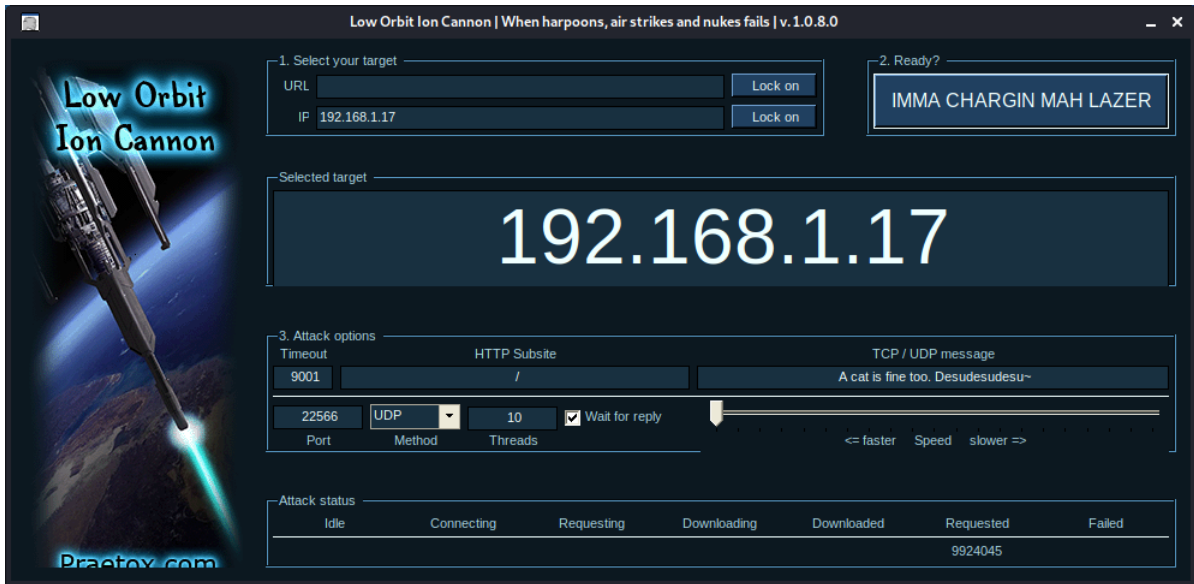 Low Orbit Ion Cannon | When harpoons, air strikes and nukes fails | v. 1.0.8.0
Low Orbit
Ion Cannon
Praetox.com
1. Select your target
URL Lock on
IP 192.168.1.17 Lock on
2. Ready?
IMMA CHARGIN MAH LAZER
Selected target
192.168.1.17
3. Attack options
Timeout HTTP Subsite TCP / UDP message
9001 / A cat is fine too. Desudesudesu~
22566 UDP 10 Wait for reply
Port Method Threads <= faster Speed slower =>
Attack status
Idle Connecting Requesting Downloading Downloaded Requested Failed
9924045